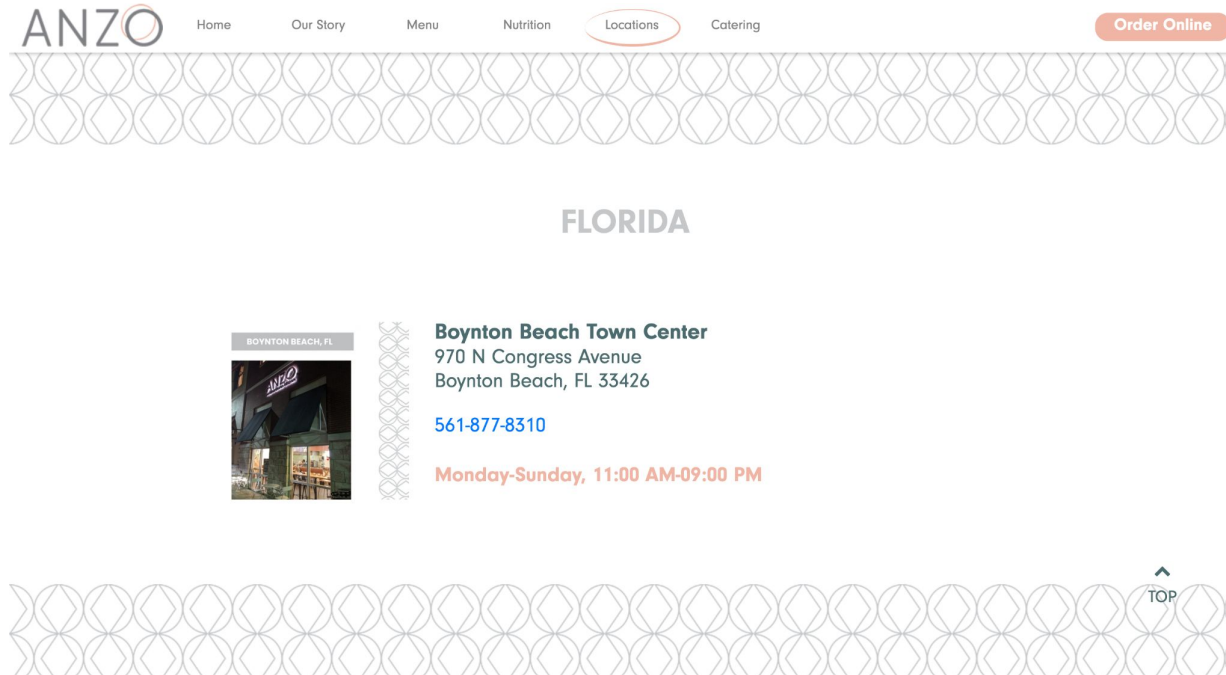 ANZO
Home Our Story Menu Nutrition Locations Catering Order Online
FLORIDA
BOYNTON BEACH, FL
ANZO
Boynton Beach Town Center
970 N Congress Avenue
Boynton Beach, FL 33426
561-877-8310
Monday-Sunday, 11:00 AM-09:00 PM
TOP